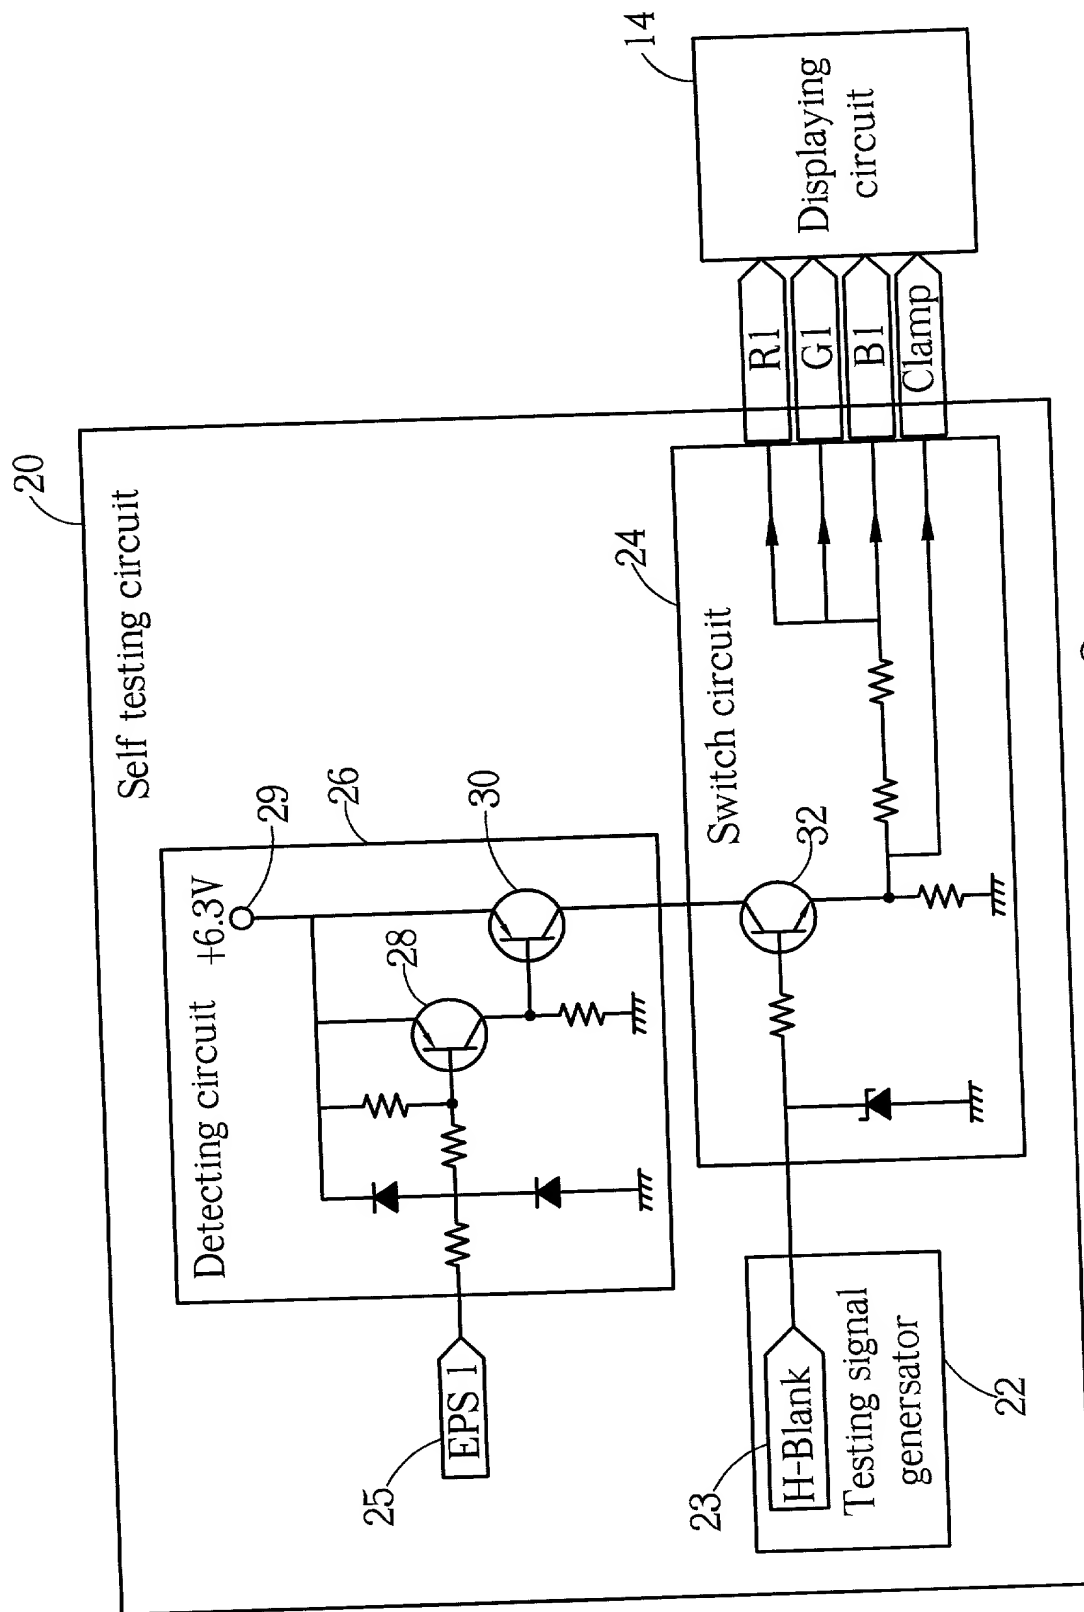 20
Self testing circuit
Detecting circuit
+6.3V
29
26
28
30
25
EPS 1
24
Switch circuit
32
23
H-Blank
Testing signal
genersator
22
R1
G1
B1
Clamp
14
Displaying
circuit